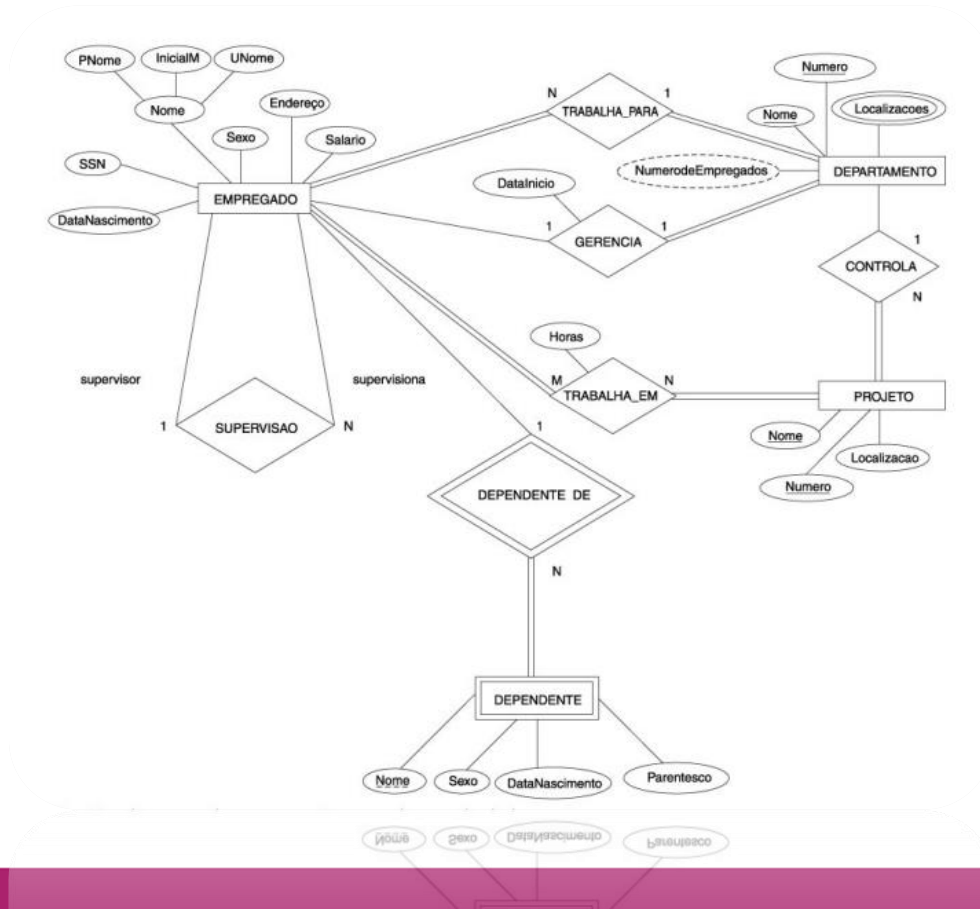 PNome
InicialM
UNome
Nome
Endereço
Sexo
Salario
SSN
EMPREGADO
DataNascimento
N
TRABALHA_PARA
1
Numero
Nome
Localizacoes
NumerodeEmpregados
DEPARTAMENTO
DataInicio
1
GERENCIA
1
1
CONTROLA
N
supervisor
supervisiona
1
SUPERVISAO
N
Horas
M
TRABALHA_EM
N
PROJETO
Nome
Localizacao
Numero
1
DEPENDENTE DE
N
DEPENDENTE
Nome
Sexo
DataNascimento
Parentesco